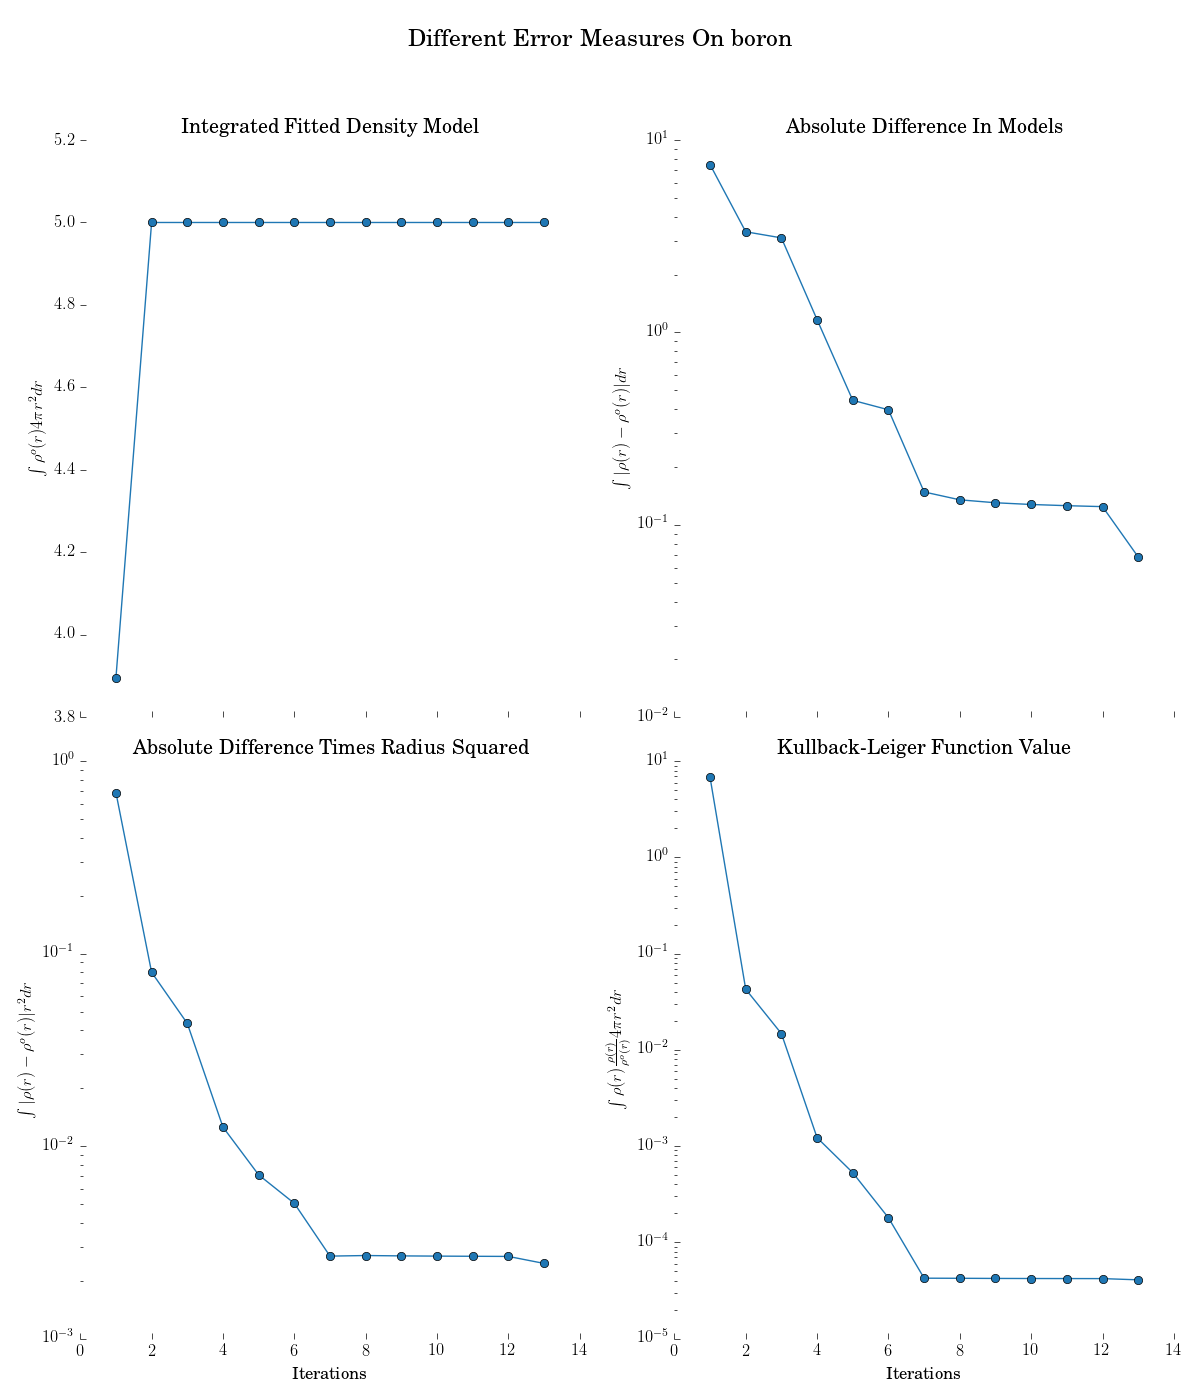 Different Error Measures On boron
Integrated Fitted Density Model
5.2
5.0
4.8
4.6
4.4
4.2
4.0
3.8
∫ ρ^o(r)4πr^2dr
Absolute Difference In Models
10^1
10^0
10^−1
10^−2
∫ |ρ(r) − ρ^o(r)|dr
Absolute Difference Times Radius Squared
10^0
10^−1
10^−2
10^−3
∫ |ρ(r) − ρ^o(r)|r^2dr
0 2 4 6 8 10 12 14
Iterations
Kullback-Leiger Function Value
10^1
10^0
10^−1
10^−2
10^−3
10^−4
10^−5
∫ ρ(r) ρ(r)/ρ^o(r) 4πr^2dr
0 2 4 6 8 10 12 14
Iterations